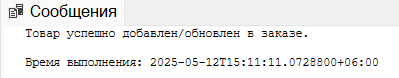 Сообщения
Товар успешно добавлен/обновлен в заказе.
Время выполнения: 2025-05-12T15:11:11.0728800+06:00